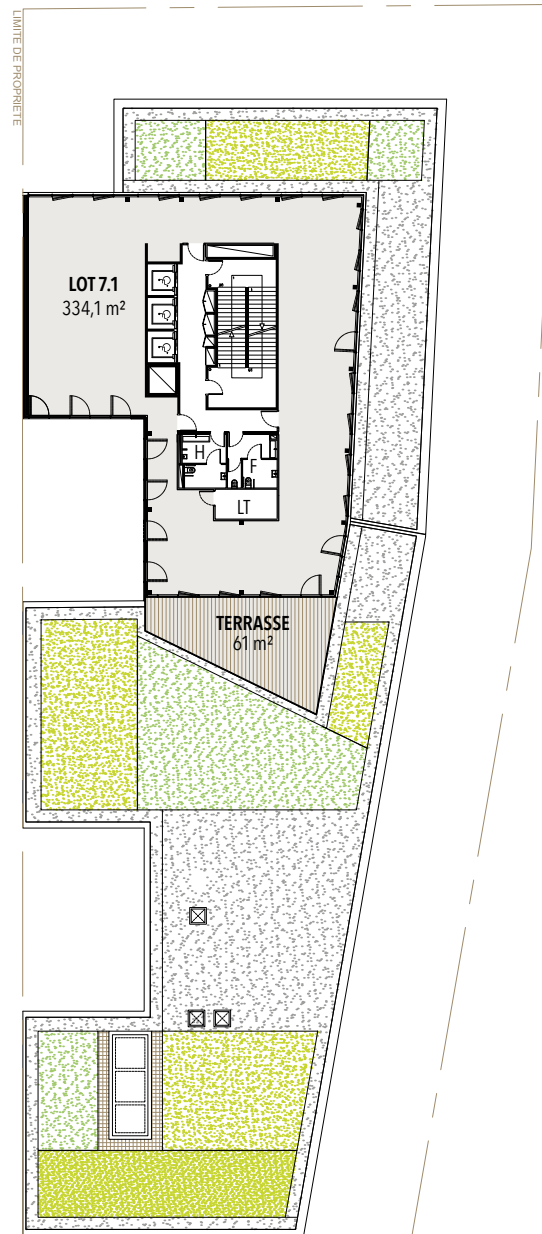 LIMITE DE PROPRIETE
LOT 7.1
334,1 m²
H
F
LT
TERRASSE
61 m²